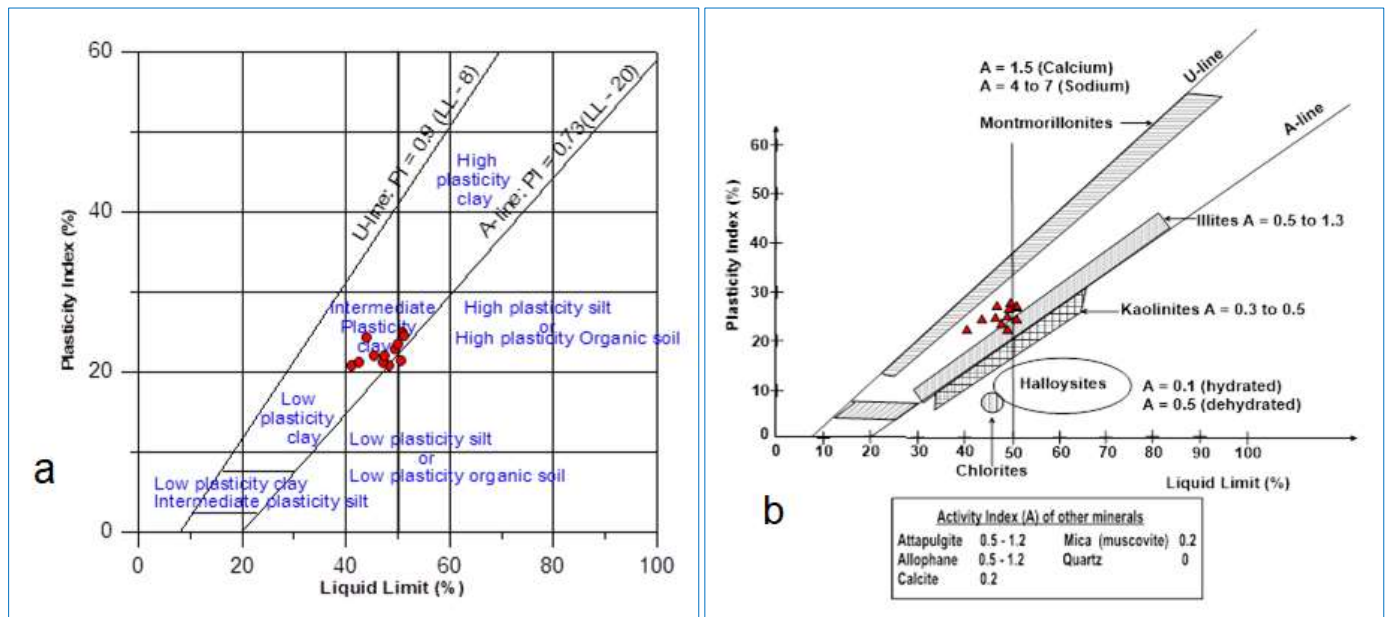 60
40
20
0
Plasticity Index (%)
U-line: PI = 0.9 (LL - 8)
A-line: PI = 0.73(LL - 20)
High
plasticity
clay
Intermediate
Plasticity
clay
High plasticity silt
or
High plasticity Organic soil
Low
plasticity
clay
Low plasticity silt
or
Low plasticity organic soil
Low plasticity clay
Intermediate plasticity silt
a
0 20 40 60 80 100
Liquid Limit (%)
A = 1.5 (Calcium)
A = 4 to 7 (Sodium)
Montmorillonites
U-line
A-line
60
50
40
30
20
10
0
Plasticity Index (%)
Illites A = 0.5 to 1.3
Kaolinites A = 0.3 to 0.5
Halloysites
A = 0.1 (hydrated)
A = 0.5 (dehydrated)
0 10 20 30 40 50 60 70 80 90 100
Chlorites
Liquid Limit (%)
b
Activity Index (A) of other minerals
Attapulgite 0.5 - 1.2 Mica (muscovite) 0.2
Allophane 0.5 - 1.2 Quartz 0
Calcite 0.2